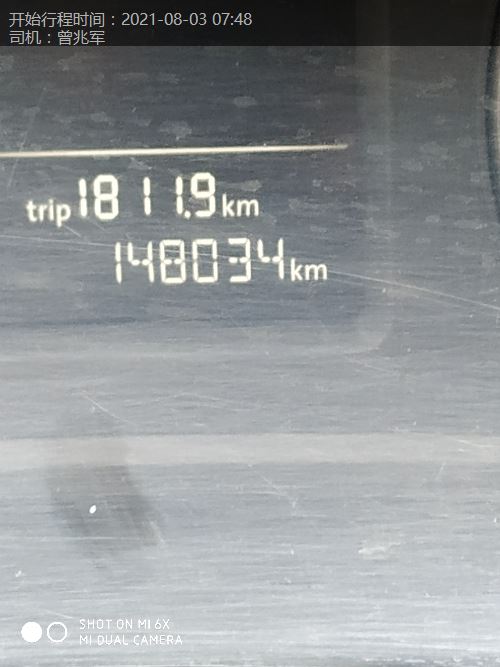 开始行程时间：2021-08-03 07:48
司机：曾兆军
trip 1811.9 km
148034 km
SHOT ON MI 6X
MI DUAL CAMERA